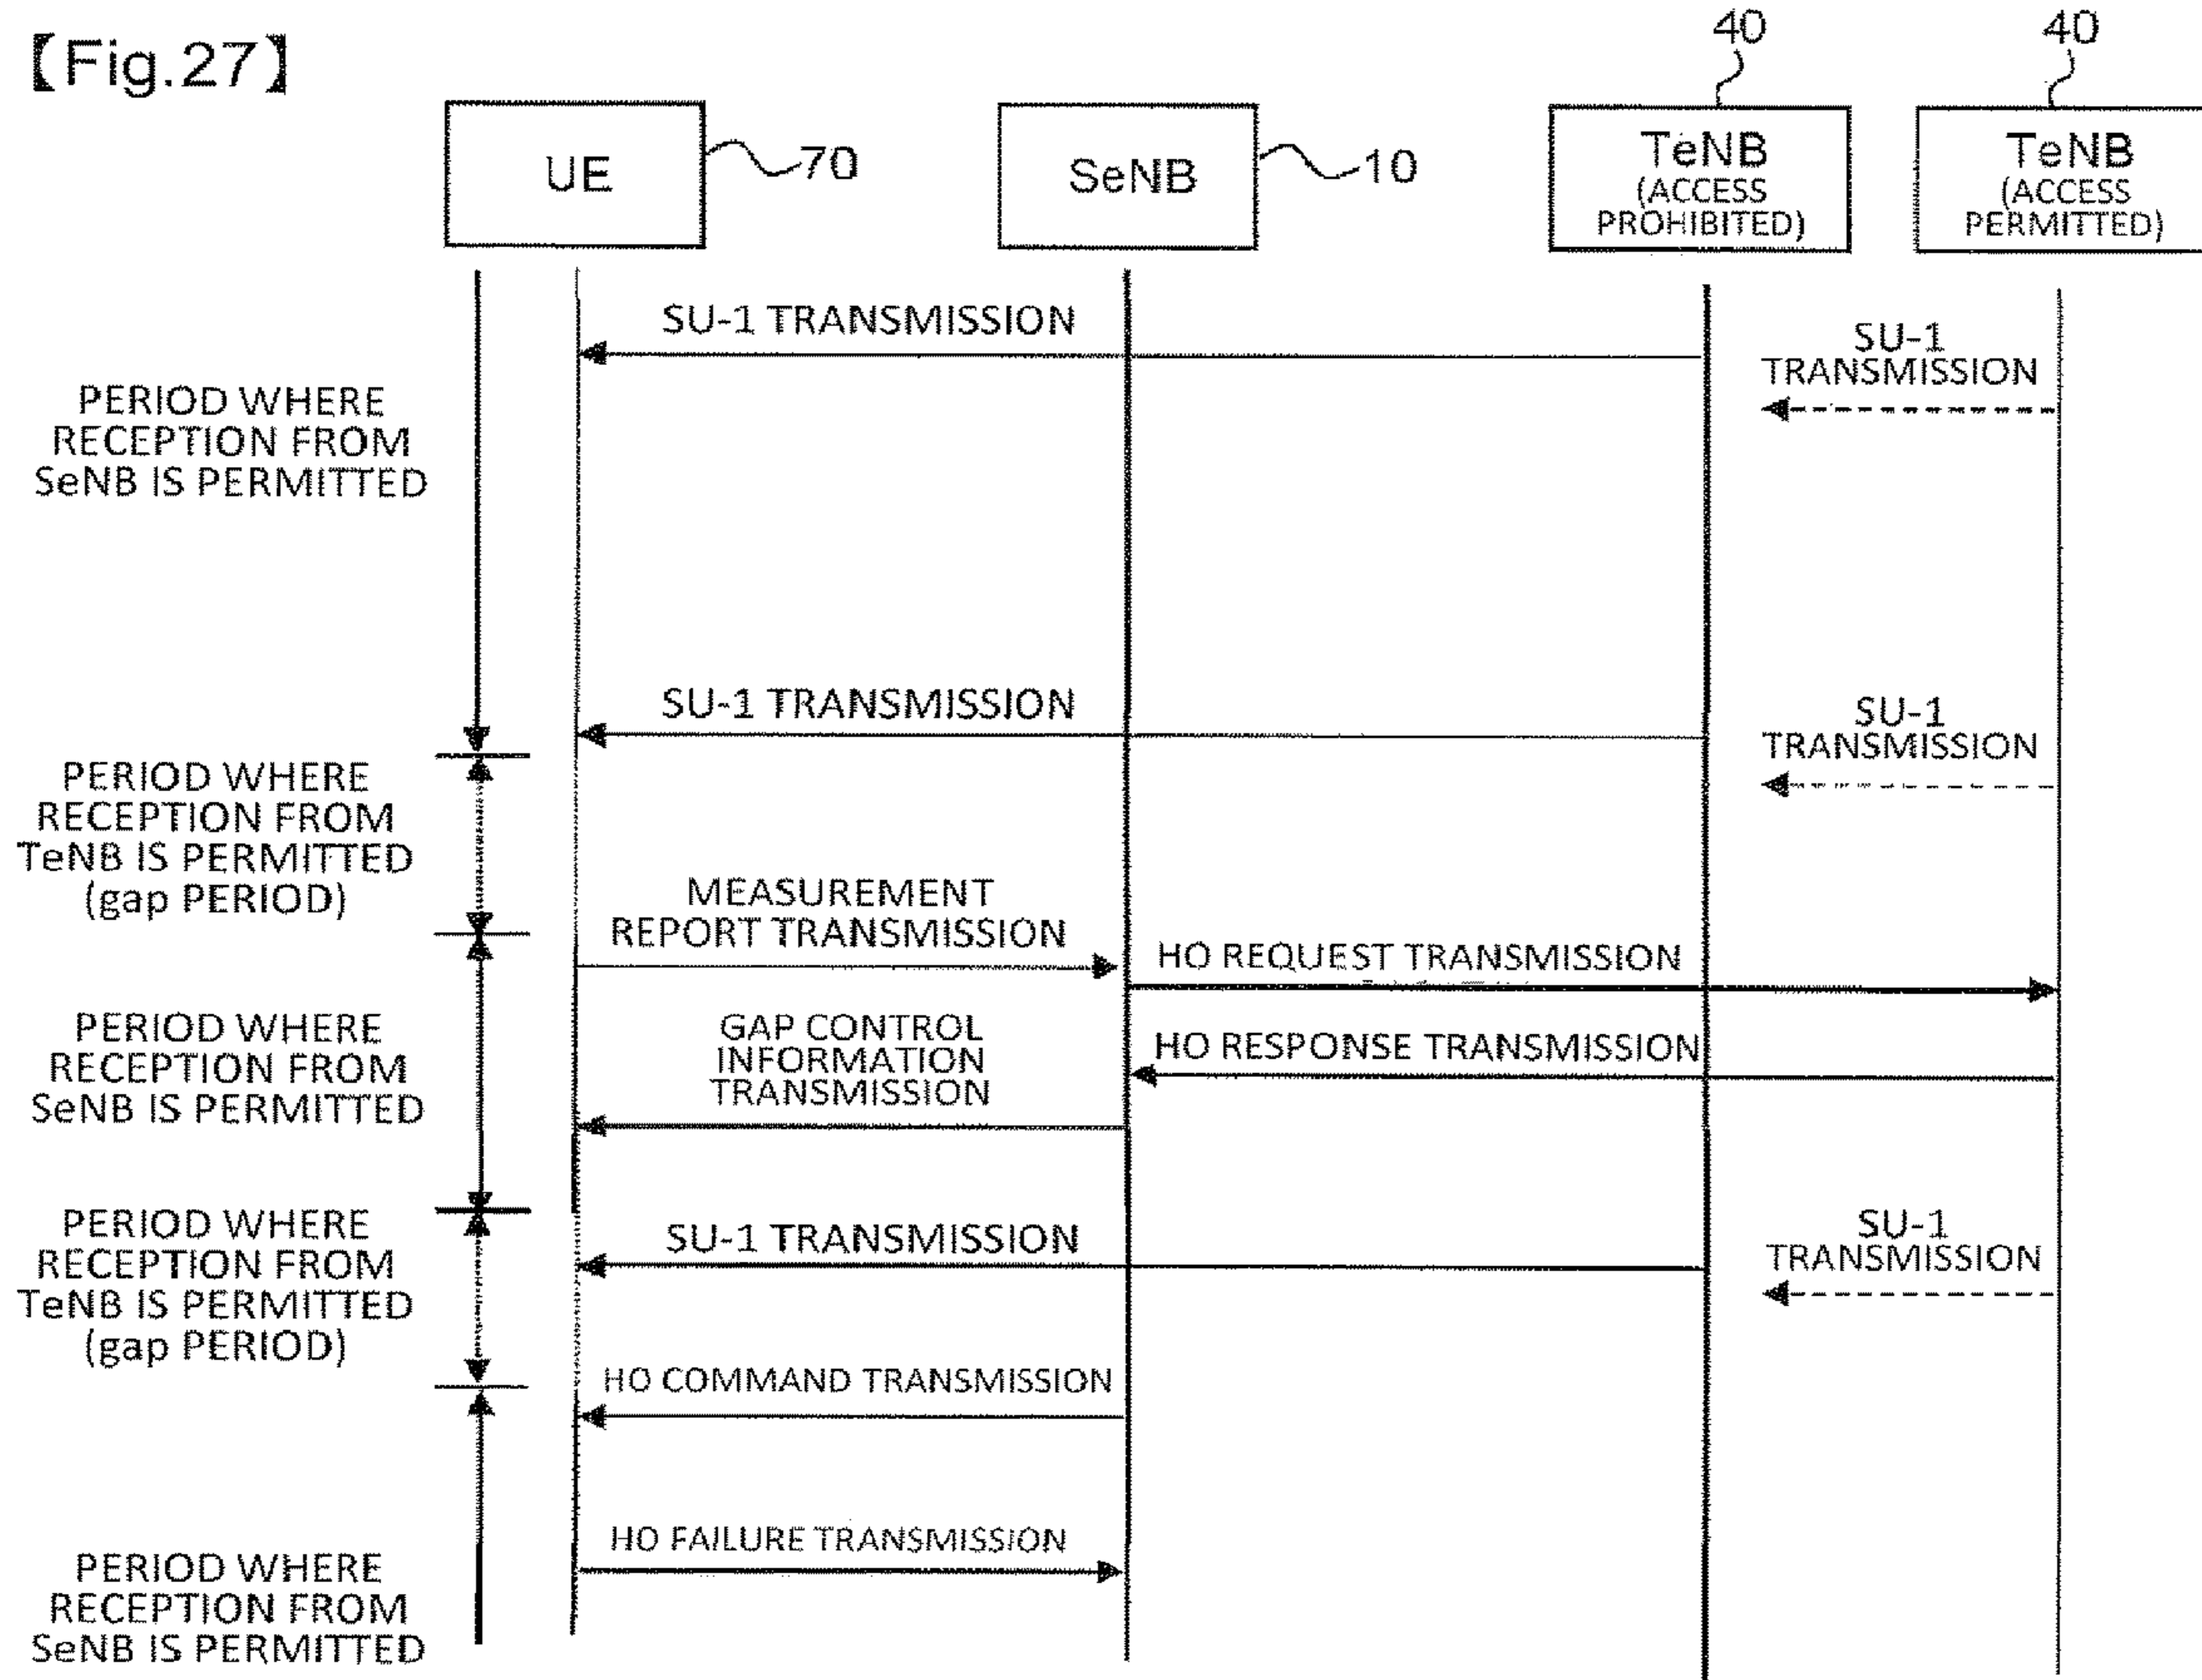 【Fig.27】
40
40
UE
70
SeNB
10
TeNB
(ACCESS
PROHIBITED)
TeNB
(ACCESS
PERMITTED)
SU-1 TRANSMISSION
SU-1
TRANSMISSION
PERIOD WHERE
RECEPTION FROM
SeNB IS PERMITTED
SU-1 TRANSMISSION
SU-1
TRANSMISSION
PERIOD WHERE
RECEPTION FROM
TeNB IS PERMITTED
(gap PERIOD)
MEASUREMENT
REPORT TRANSMISSION
HO REQUEST TRANSMISSION
PERIOD WHERE
RECEPTION FROM
SeNB IS PERMITTED
GAP CONTROL
INFORMATION
TRANSMISSION
HO RESPONSE TRANSMISSION
PERIOD WHERE
RECEPTION FROM
TeNB IS PERMITTED
(gap PERIOD)
SU-1 TRANSMISSION
SU-1
TRANSMISSION
HO COMMAND TRANSMISSION
HO FAILURE TRANSMISSION
PERIOD WHERE
RECEPTION FROM
SeNB IS PERMITTED